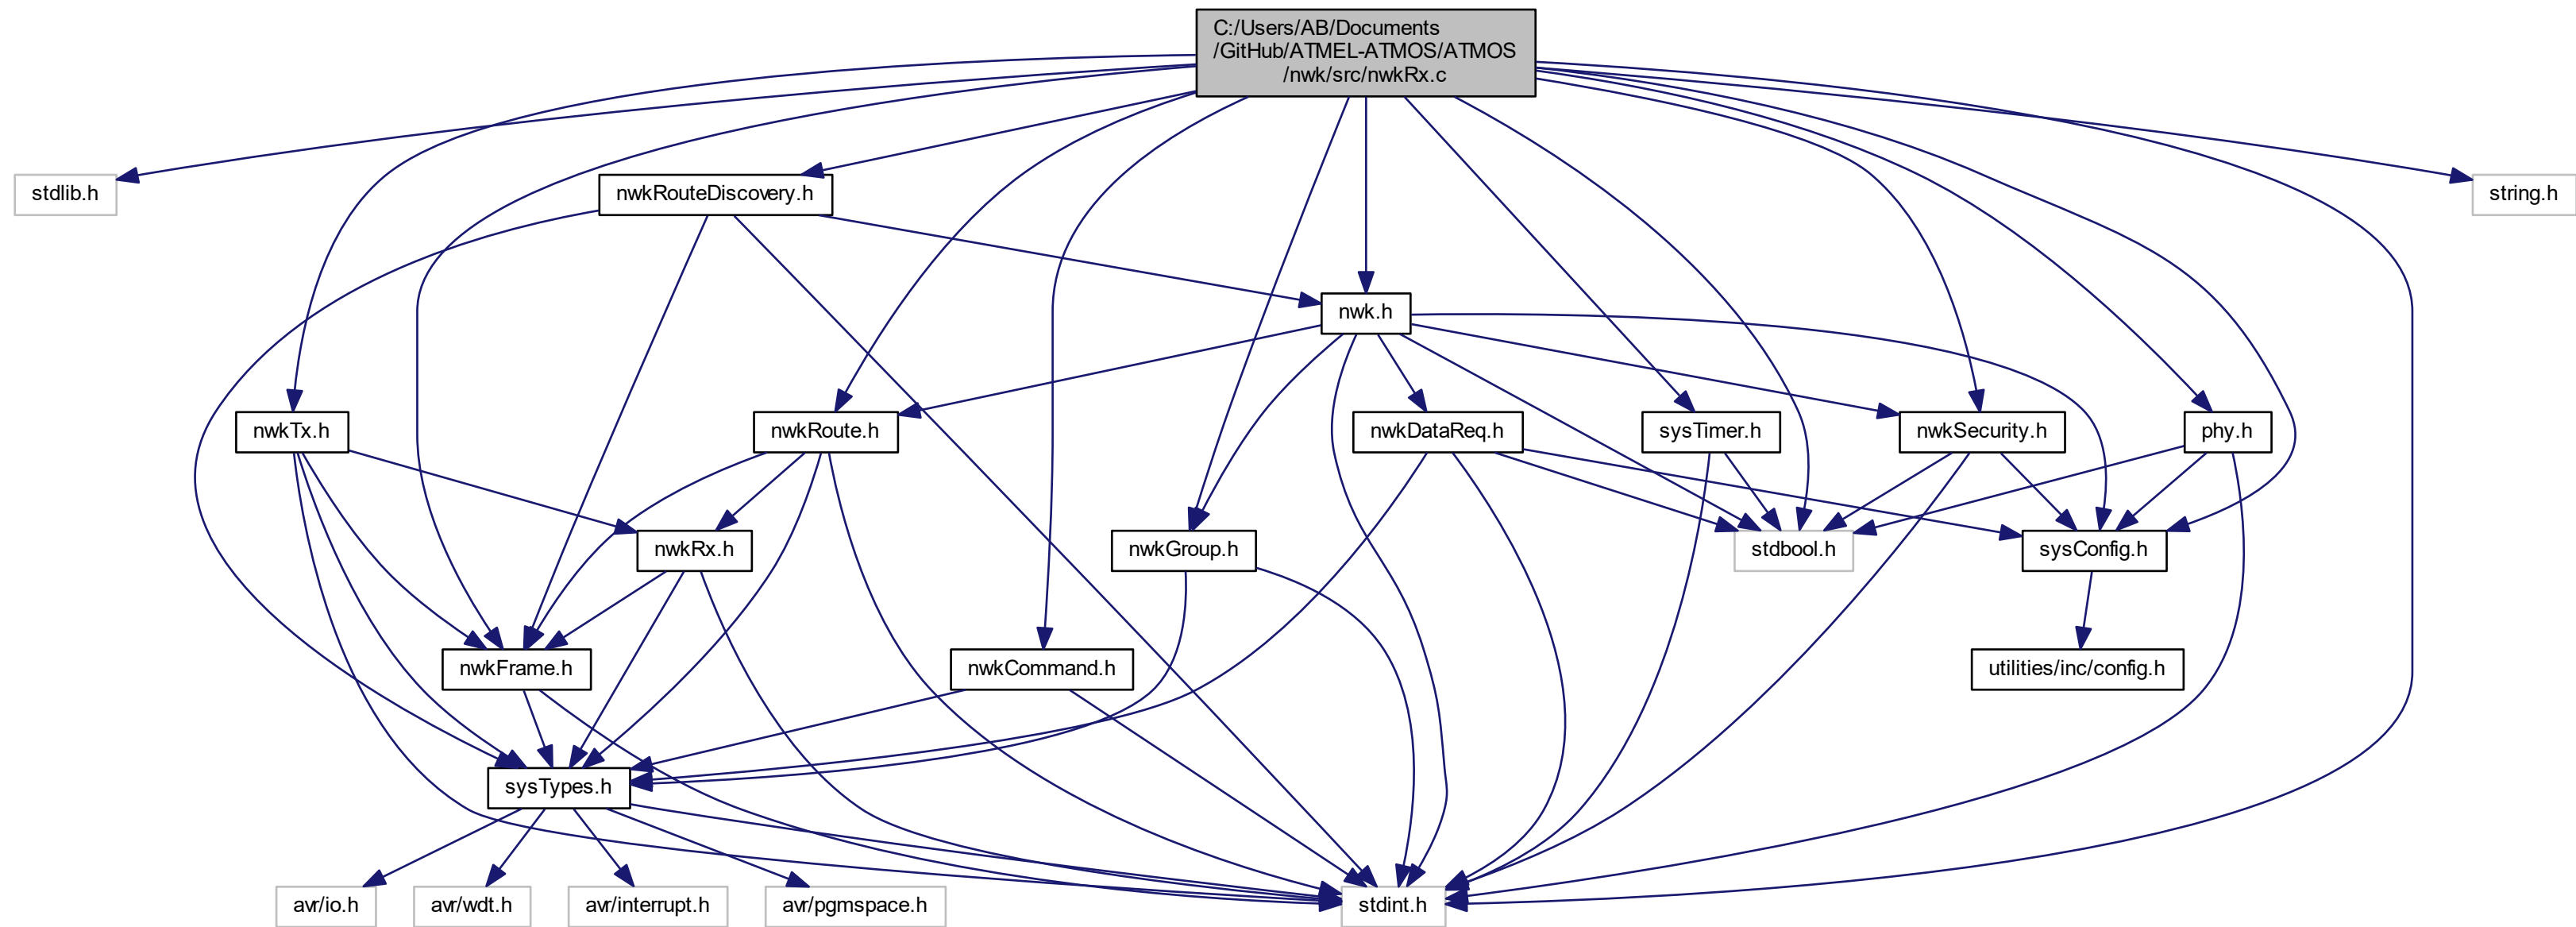 C:/Users/AB/Documents
/GitHub/ATMEL-ATMOS/ATMOS
/nwk/src/nwkRx.c
stdlib.h
nwkRouteDiscovery.h
string.h
nwk.h
nwkTx.h
nwkRoute.h
nwkDataReq.h
sysTimer.h
nwkSecurity.h
phy.h
nwkRx.h
nwkGroup.h
stdbool.h
sysConfig.h
nwkFrame.h
nwkCommand.h
utilities/inc/config.h
sysTypes.h
avr/io.h
avr/wdt.h
avr/interrupt.h
avr/pgmspace.h
stdint.h